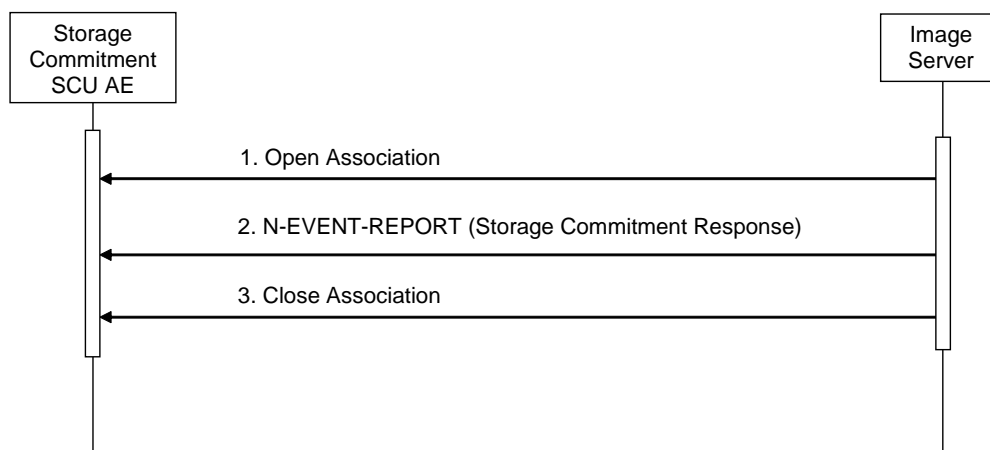 Storage
Commitment
SCU AE
Image
Server
1. Open Association
2. N-EVENT-REPORT (Storage Commitment Response)
3. Close Association